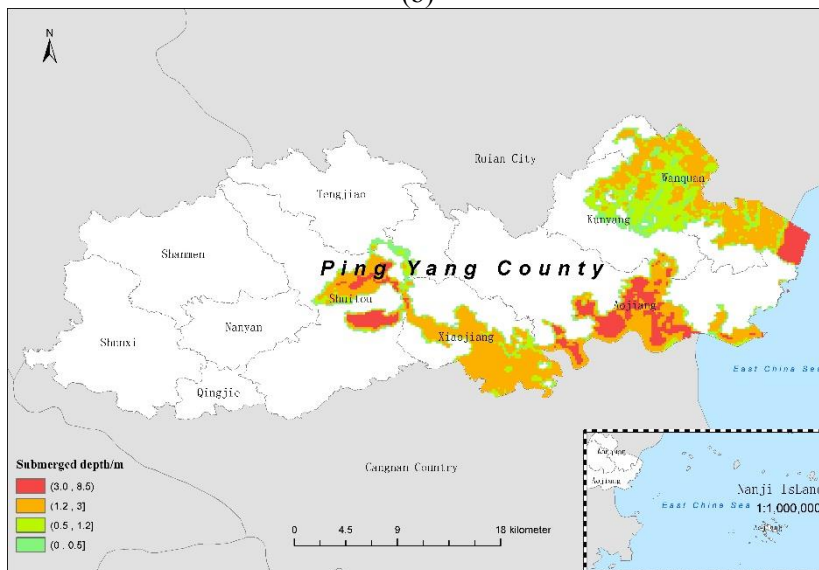 (b)
N
Ruian City
Wanquan
Tengjiao
Kunyang
Shanmen
Ping Yang County
Shuitou
Aojiang
Nanyan
Xiaojiang
Shunxi
Qingjie
East China Sea
Submerged depth/m
(3.0 , 8.5)
(1.2 , 3]
(0.5 , 1.2]
(0 , 0.5]
Cangnan Country
0 4.5 9 18 kilometer
Aojiang
Nanji IsLand
East China Sea
1:1,000,000